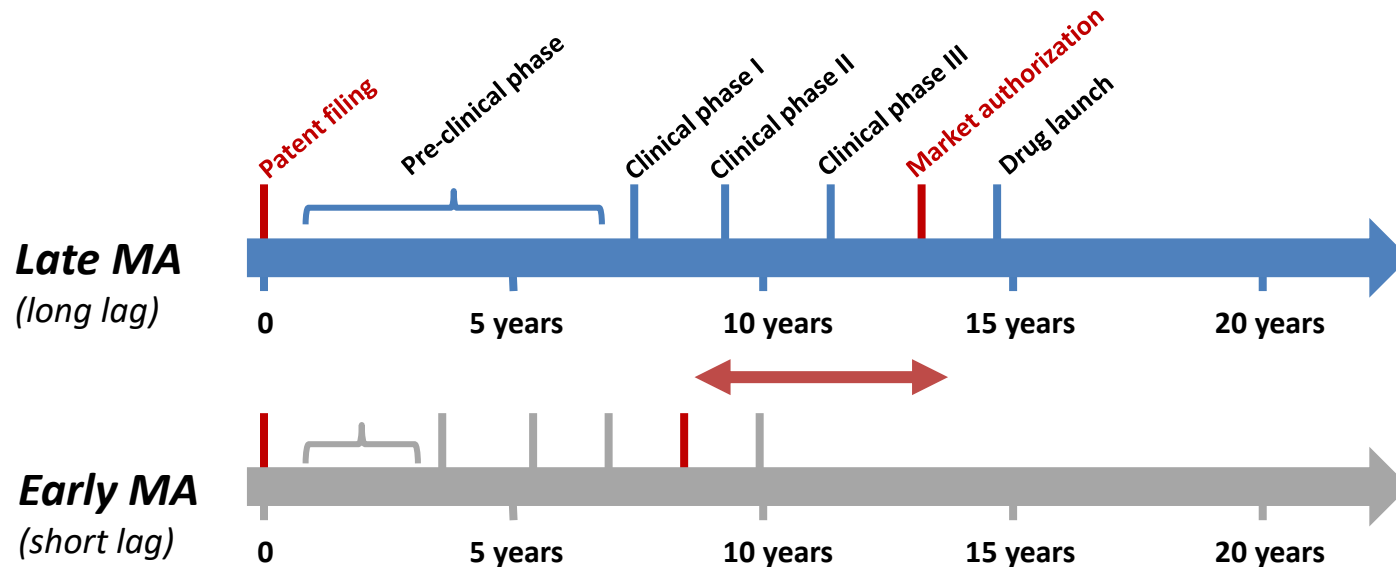 Patent filing
Pre-clinical phase
Clinical phase I
Clinical phase II
Clinical phase III
Market authorization
Drug launch
Late MA
(long lag)
0
5 years
10 years
15 years
20 years
Early MA
(short lag)
0
5 years
10 years
15 years
20 years